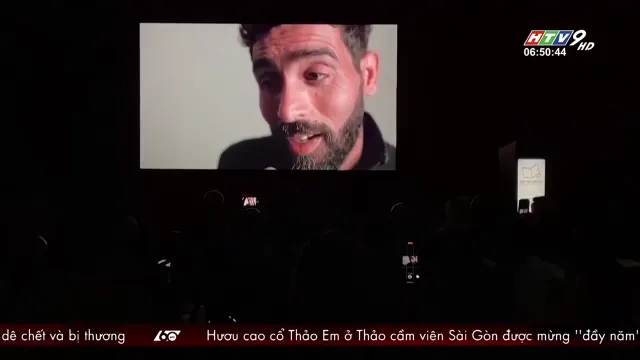 HTV9 HD
06:50:44
dê chết và bị thương 60 Hươu cao cổ Thảo Em ở Thảo cầm viên Sài Gòn được mừng "đầy năm"